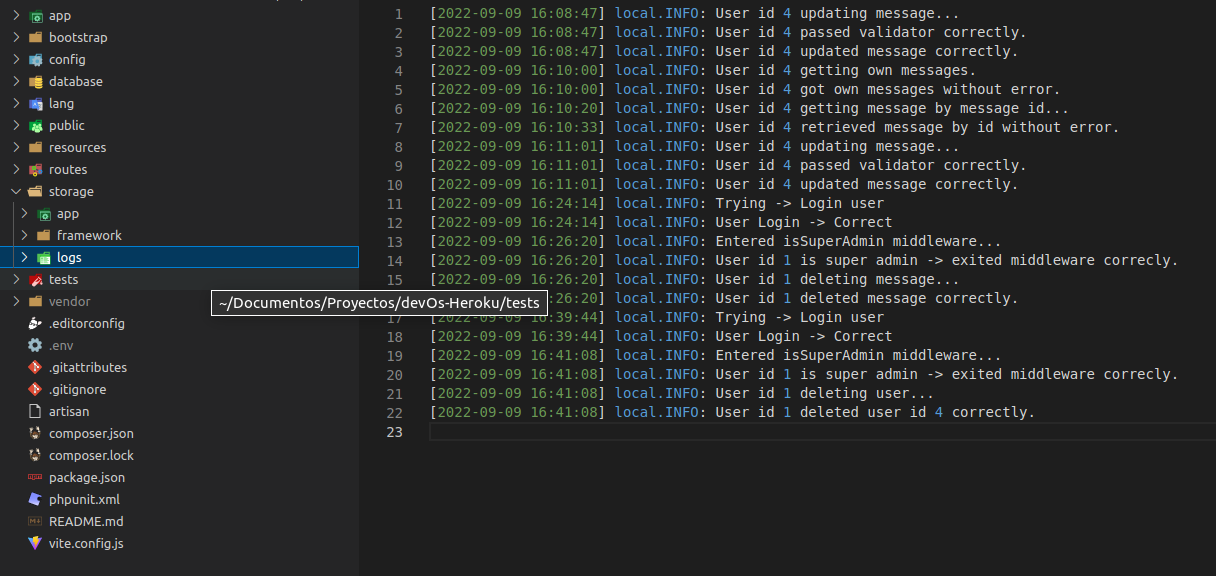 app
bootstrap
config
database
lang
public
resources
routes
storage
app
framework
logs
tests
vendor
.editorconfig
.env
.gitattributes
.gitignore
artisan
composer.json
composer.lock
package.json
phpunit.xml
README.md
vite.config.js
~/Documentos/Proyectos/devOs-Heroku/tests
1 [2022-09-09 16:08:47] local.INFO: User id 4 updating message...
2 [2022-09-09 16:08:47] local.INFO: User id 4 passed validator correctly.
3 [2022-09-09 16:08:47] local.INFO: User id 4 updated message correctly.
4 [2022-09-09 16:10:00] local.INFO: User id 4 getting own messages.
5 [2022-09-09 16:10:00] local.INFO: User id 4 got own messages without error.
6 [2022-09-09 16:10:20] local.INFO: User id 4 getting message by message id...
7 [2022-09-09 16:10:33] local.INFO: User id 4 retrieved message by id without error.
8 [2022-09-09 16:11:01] local.INFO: User id 4 updating message...
9 [2022-09-09 16:11:01] local.INFO: User id 4 passed validator correctly.
10 [2022-09-09 16:11:01] local.INFO: User id 4 updated message correctly.
11 [2022-09-09 16:24:14] local.INFO: Trying -> Login user
12 [2022-09-09 16:24:14] local.INFO: User Login -> Correct
13 [2022-09-09 16:26:20] local.INFO: Entered isSuperAdmin middleware...
14 [2022-09-09 16:26:20] local.INFO: User id 1 is super admin -> exited middleware correcly.
15 [2022-09-09 16:26:20] local.INFO: User id 1 deleting message...
:26:20] local.INFO: User id 1 deleted message correctly.
17 [2022-09-09 16:39:44] local.INFO: Trying -> Login user
18 [2022-09-09 16:39:44] local.INFO: User Login -> Correct
19 [2022-09-09 16:41:08] local.INFO: Entered isSuperAdmin middleware...
20 [2022-09-09 16:41:08] local.INFO: User id 1 is super admin -> exited middleware correcly.
21 [2022-09-09 16:41:08] local.INFO: User id 1 deleting user...
22 [2022-09-09 16:41:08] local.INFO: User id 1 deleted user id 4 correctly.
23